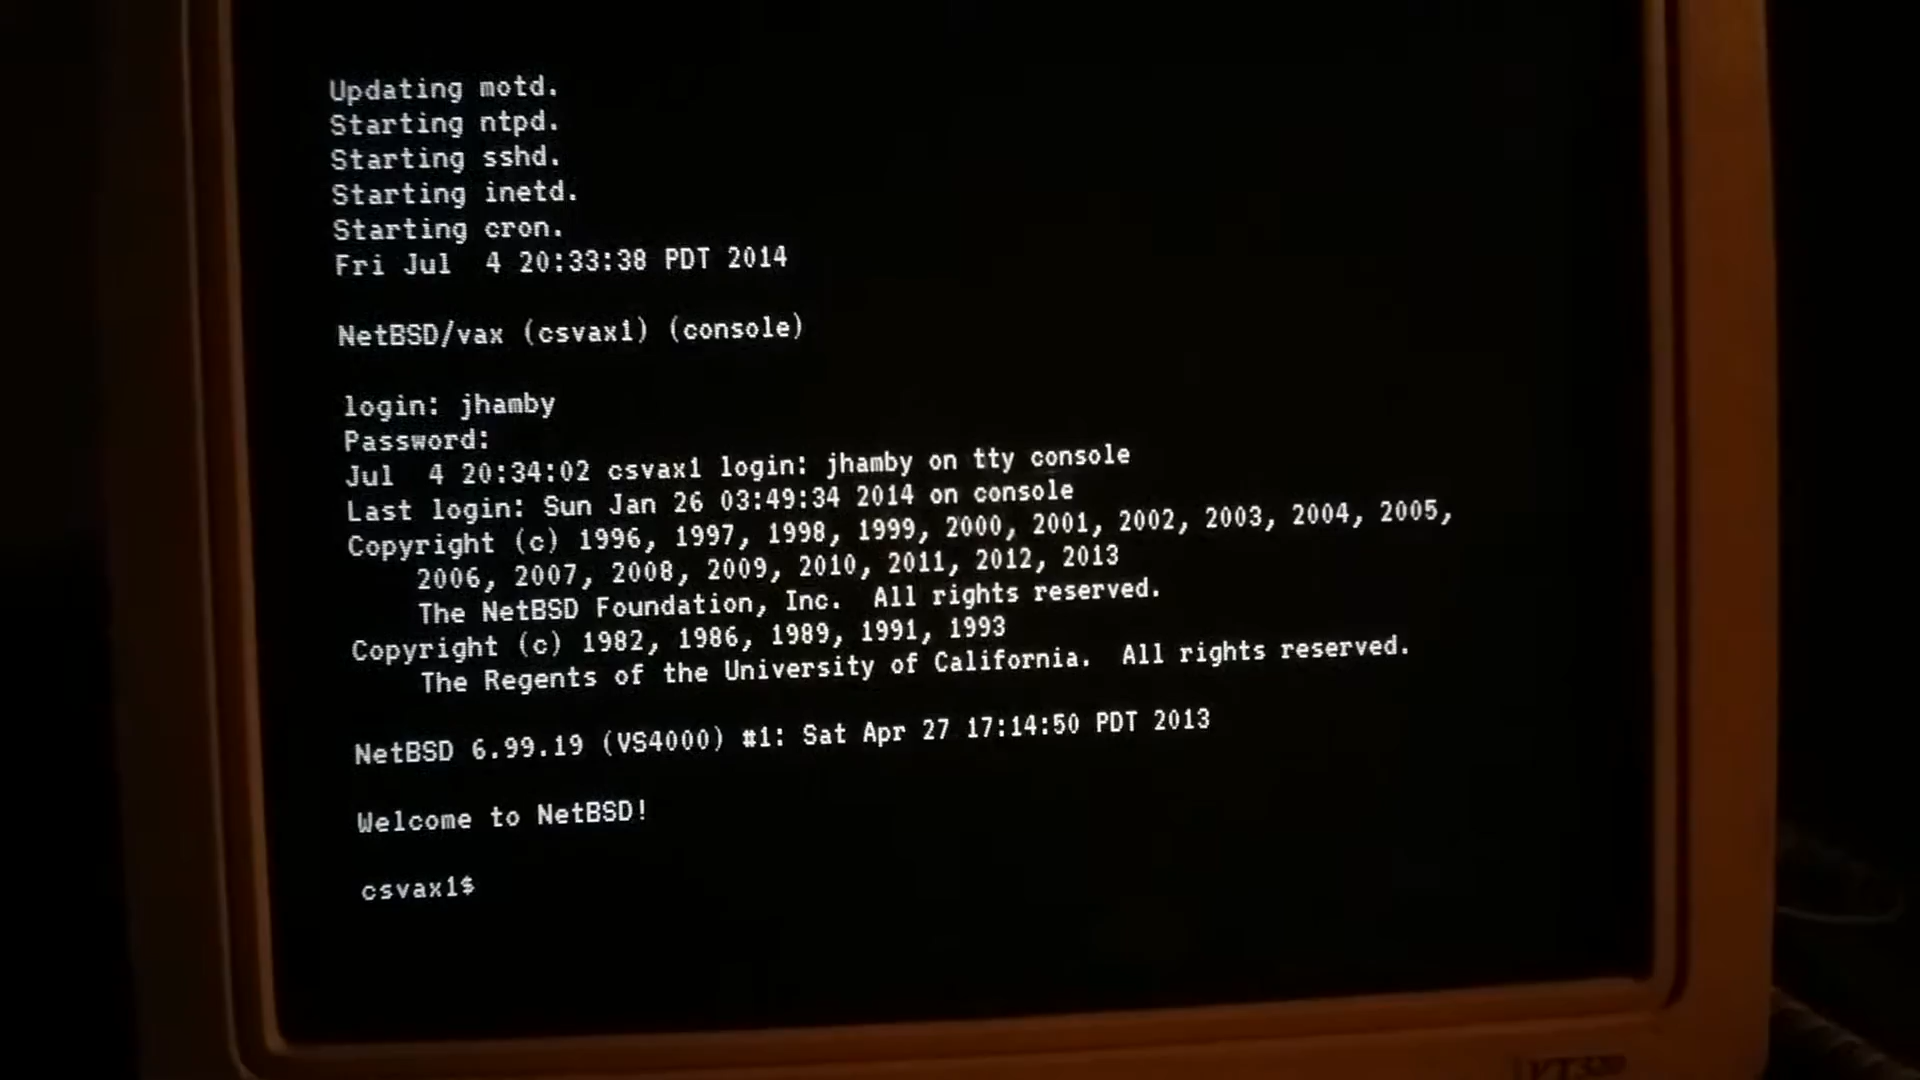 Updating motd.
Starting ntpd.
Starting sshd.
Starting inetd.
Starting cron.
Fri Jul  4 20:33:38 PDT 2014
NetBSD/vax (csvax1) (console)
login: jhamby
Password:
Jul  4 20:34:02 csvax1 login: jhamby on tty console
Last login: Sun Jan 26 03:49:34 2014 on console
Copyright (c) 1996, 1997, 1998, 1999, 2000, 2001, 2002, 2003, 2004, 2005,
2006, 2007, 2008, 2009, 2010, 2011, 2012, 2013
The NetBSD Foundation, Inc.  All rights reserved.
Copyright (c) 1982, 1986, 1989, 1991, 1993
The Regents of the University of California.  All rights reserved.
NetBSD 6.99.19 (VS4000) #1: Sat Apr 27 17:14:50 PDT 2013
Welcome to NetBSD!
csvax1$